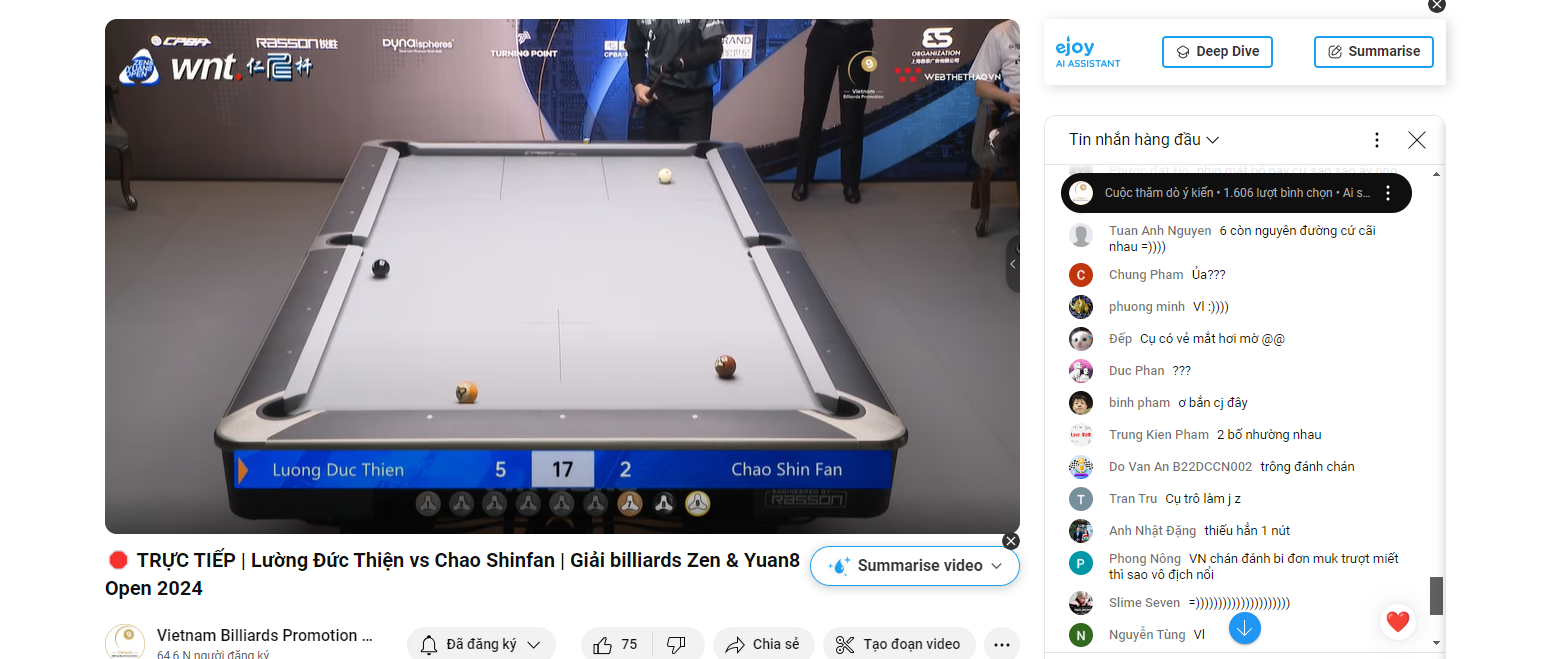 CPBA
RASSON 锐胜
Dynaspheres
TURNING POINT
ORGANIZATION
ZEN&
YUAN8
OPEN
wnt.
WEBTHETHAO.VN
Vietnam
Billiards Promotion
Luong Duc Thien 5 17 2 Chao Shin Fan
ENGINEERED BY
RASSON
🛑 TRỰC TIẾP | Lường Đức Thiện vs Chao Shinfan | Giải billiards Zen & Yuan8
Open 2024
Summarise video
Vietnam Billiards Promotion ...
64,6 N người đăng ký
Đã đăng ký
75
Chia sẻ
Tạo đoạn video
ejoy
AI ASSISTANT
Deep Dive
Summarise
Tin nhắn hàng đầu
Cuộc thăm dò ý kiến • 1.606 lượt bình chọn • Ai s...
Tuan Anh Nguyen 6 còn nguyên đường cứ cãi
nhau =))))
C Chung Pham Ủa???
phuong minh Vl :))))
Đếp Cụ có vẻ mắt hơi mờ @@
Duc Phan ???
binh pham ơ bắn cj đây
Trung Kien Pham 2 bố nhường nhau
Do Van An B22DCCN002 trông đánh chán
T Tran Tru Cụ trô làm j z
Anh Nhật Đặng thiếu hẳn 1 nút
P Phong Nông VN chán đánh bi đơn muk trượt miết
thì sao vô địch nổi
Slime Seven =)))))))))))))))))))))
N Nguyễn Tùng Vl